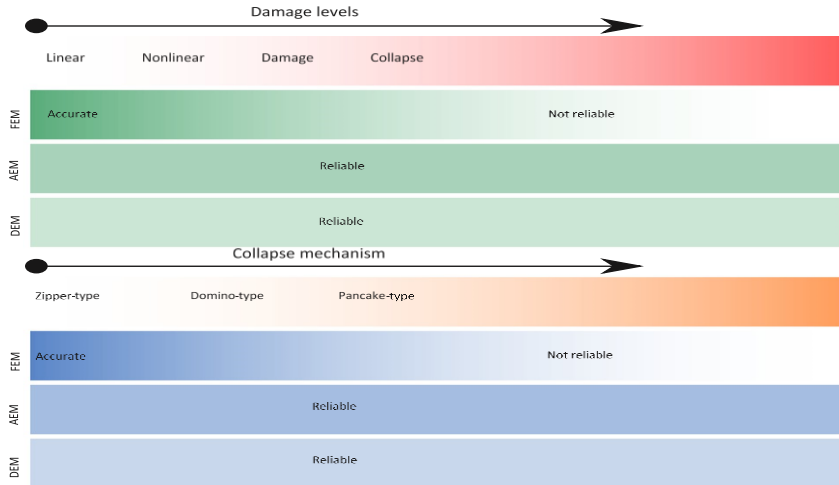 Damage levels
Linear Nonlinear Damage Collapse
FEM Accurate Not reliable
AEM Reliable
DEM Reliable
Collapse mechanism
Zipper-type Domino-type Pancake-type
FEM Accurate Not reliable
AEM Reliable
DEM Reliable